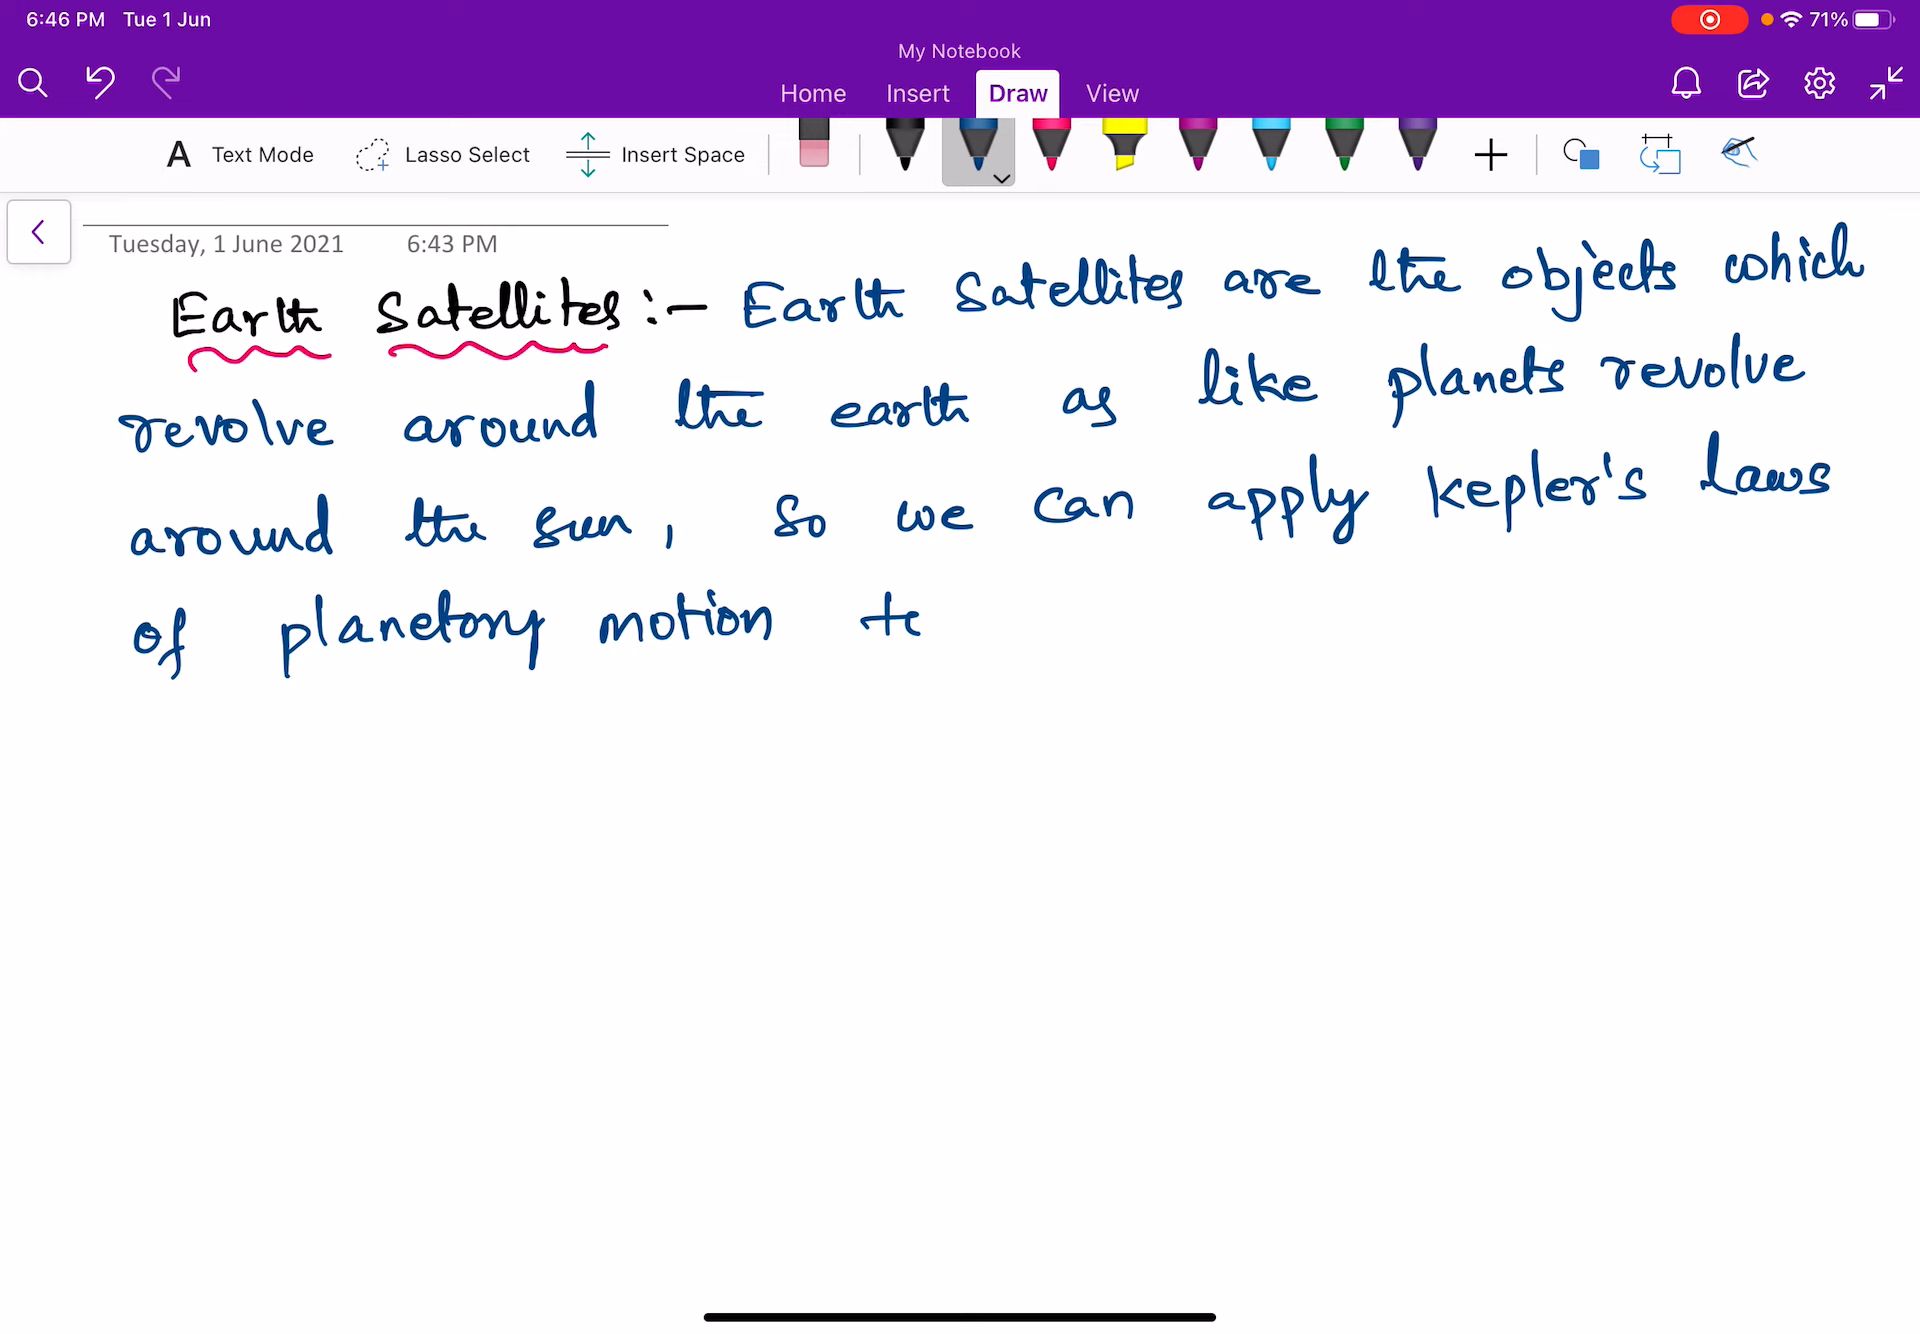 6:46 PM Tue 1 Jun 71%
My Notebook
Home Insert Draw View
A Text Mode Lasso Select Insert Space
Tuesday, 1 June 2021 6:43 PM
Earth Satellites :- Earth Satellites are the objects which
revolve around the earth as like planets revolve
around the sun, So we can apply kepler's laws
of planetory motion to